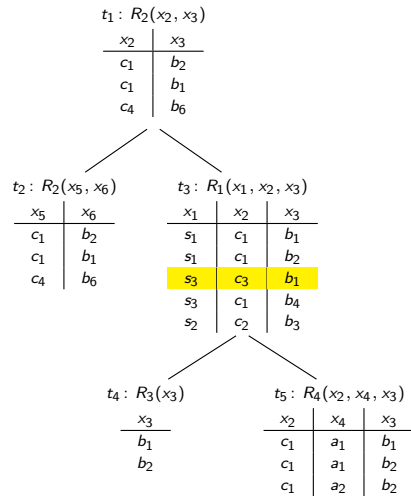 t₁: R₂(x₂, x₃)
x₂ x₃
c₁ b₂
c₁ b₁
c₄ b₆
t₂: R₂(x₅, x₆)
x₅ x₆
c₁ b₂
c₁ b₁
c₄ b₆
t₃: R₁(x₁, x₂, x₃)
x₁ x₂ x₃
s₁ c₁ b₁
s₁ c₁ b₂
s₃ c₃ b₁
s₃ c₁ b₄
s₂ c₂ b₃
t₄: R₃(x₃)
x₃
b₁
b₂
t₅: R₄(x₂, x₄, x₃)
x₂ x₄ x₃
c₁ a₁ b₁
c₁ a₁ b₂
c₁ a₂ b₂